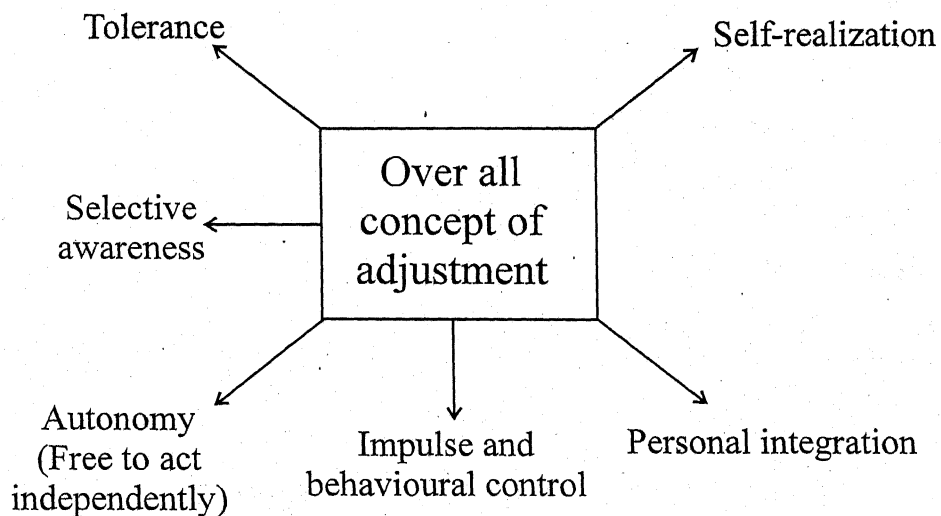 Tolerance
Self-realization
Over all
concept of
adjustment
Selective
awareness
Autonomy
(Free to act
independently)
Impulse and
behavioural control
Personal integration